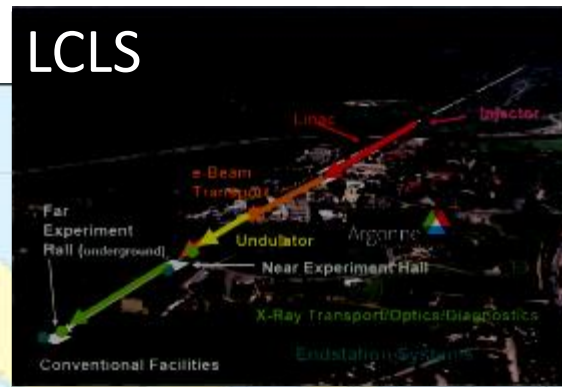 LCLS
Injector
Linac
e-Beam
Transport
Far
Experiment
Hall (underground)
Undulator
Argonne
Near Experiment Hall
X-Ray Transport/Optics/Diagnostics
Endstation Systems
Conventional Facilities